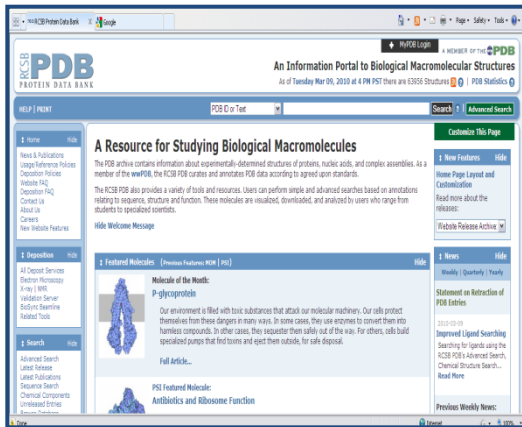 RCSB Protein Data Bank
Google
Page
Safety
Tools
MyPDB Login
A MEMBER OF THE PDB
RCSB PDB
PROTEIN DATA BANK
An Information Portal to Biological Macromolecular Structures
As of Tuesday Mar 09, 2010 at 4 PM PST there are 63956 Structures | PDB Statistics
HELP | PRINT
PDB ID or Text
Search
Advanced Search
Home Hide
News & Publications
Usage/Reference Policies
Deposition Policies
Website FAQ
Deposition FAQ
Contact Us
About Us
Careers
New Website Features
Deposition Hide
All Deposit Services
Electron Microscopy
X-ray | NMR
Validation Server
BioSync Beamline
Related Tools
Search Hide
Advanced Search
Latest Release
Latest Publications
Sequence Search
Chemical Components
Unreleased Entries
Browse Database
A Resource for Studying Biological Macromolecules
The PDB archive contains information about experimentally-determined structures of proteins, nucleic acids, and complex assemblies. As a
member of the wwPDB, the RCSB PDB curates and annotates PDB data according to agreed upon standards.
The RCSB PDB also provides a variety of tools and resources. Users can perform simple and advanced searches based on annotations
relating to sequence, structure and function. These molecules are visualized, downloaded, and analyzed by users who range from
students to specialized scientists.
Hide Welcome Message
Featured Molecules (Previous Features: MOM | PSI) Hide
Molecule of the Month:
P-glycoprotein
Our environment is filled with toxic substances that attack our molecular machinery. Our cells protect
themselves from these dangers in many ways. In some cases, they use enzymes to convert them into
harmless compounds. In other cases, they sequester them safely out of the way. For others, cells build
specialized pumps that find toxins and eject them outside, for safe disposal.
Full Article...
PSI Featured Molecule:
Antibiotics and Ribosome Function
Customize This Page
New Features Hide
Home Page Layout and
Customization
Read more about the
releases:
Website Release Archive
News Hide
Weekly | Quarterly | Yearly
Statement on Retraction of
PDB Entries
2010-03-09
Improved Ligand Searching
Searching for ligands using the
RCSB PDB's Advanced Search,
Chemical Structure Search...
Read More
Previous Weekly News:
Done
Internet
100%